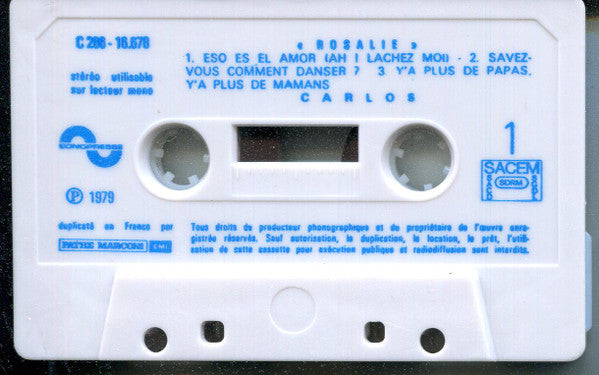 C 266 - 16.678
« ROSALIE »
stéréo utilisable
sur lecteur mono
1. ESO ES EL AMOR (AH ! LACHEZ MOI) - 2. SAVEZ-
VOUS COMMENT DANSER ? 3 Y'A PLUS DE PAPAS,
Y'A PLUS DE MAMANS
CARLOS
SONOPRESSE
1
SACEM
SDRM
SACD
SGDL
℗ 1979
dupliqué en France par
PATHE MARCONI EMI
Tous droits du producteur phonographique et du propriétaire de l'œuvre enre-
gistrée réservés. Sauf autorisation, la duplication, la location, le prêt, l'utili-
sation de cette cassette pour exécution publique et radiodiffusion sont interdits.